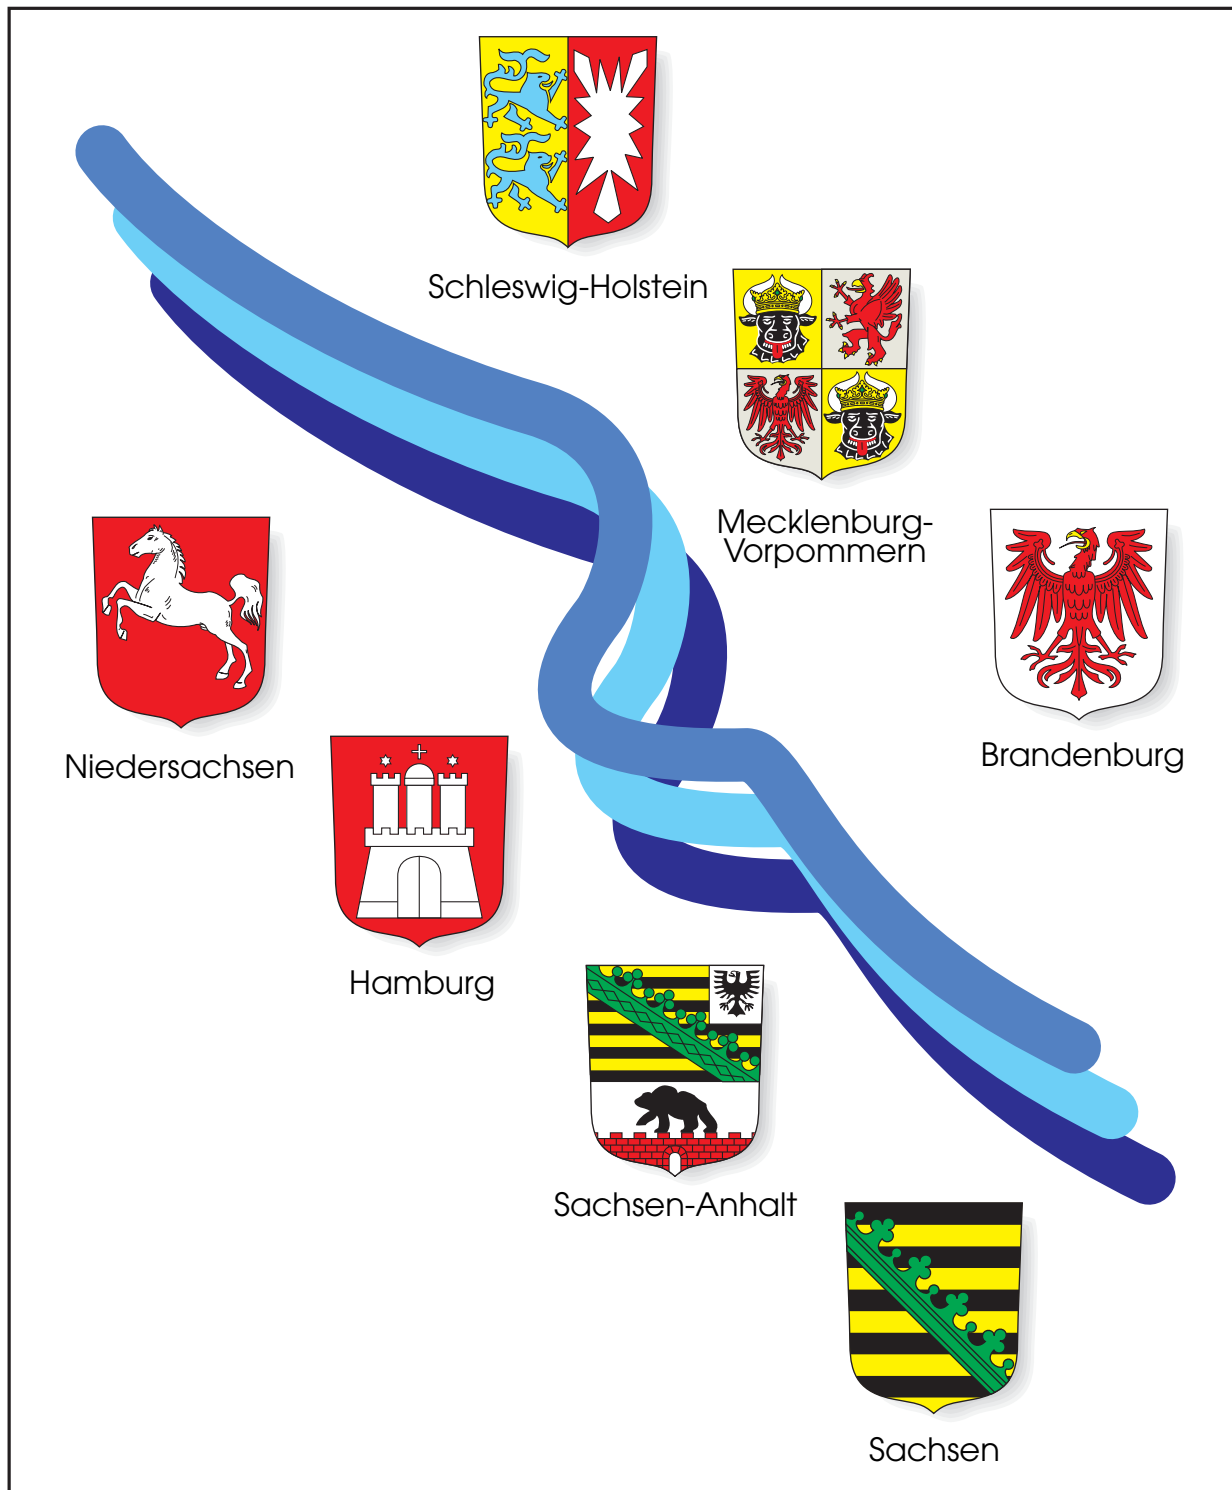 Schleswig-Holstein
Mecklenburg-
Vorpommern
Niedersachsen
Brandenburg
Hamburg
Sachsen-Anhalt
Sachsen